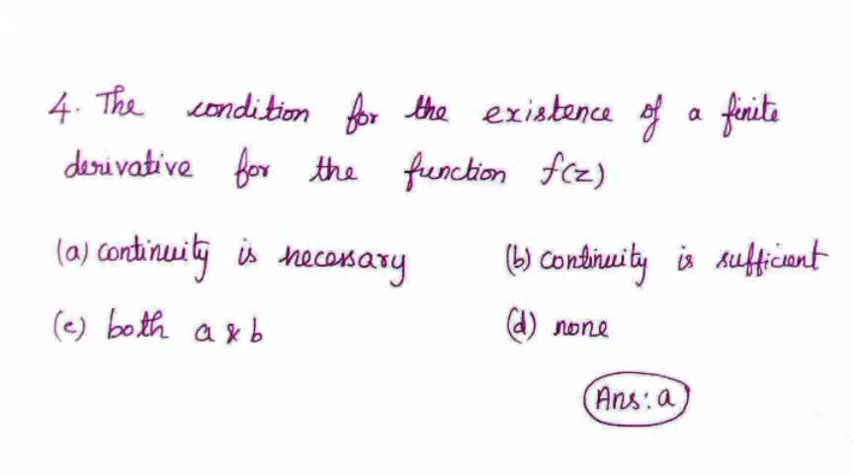 4. The condition for the existence of a finite
derivative for the function f(z)
(a) continuity is necessary (b) continuity is sufficient
(c) both a & b (d) none
Ans: a